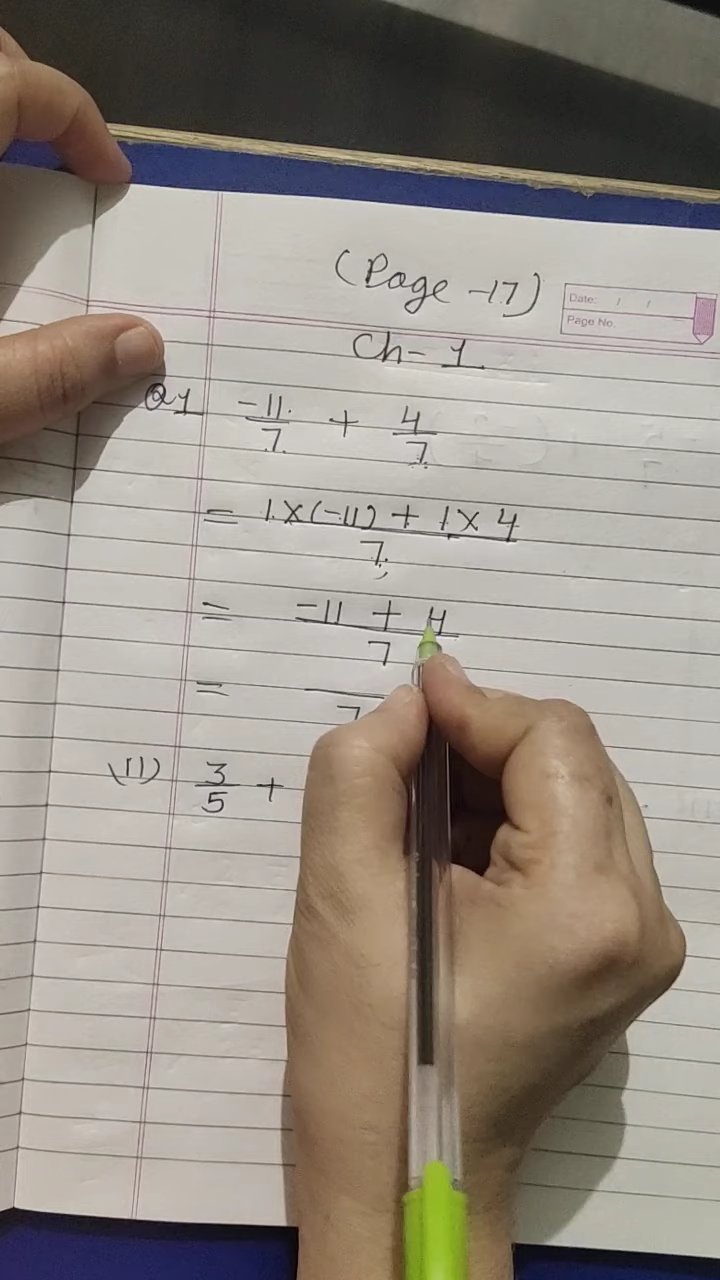 (Page -17)
Date: / /
Page No.
Ch- 1
Q1 -11/7 + 4/7
= 1×(-11) + 1×4 / 7
= -11 + 4 / 7
= / 7
(11) 3/5 +